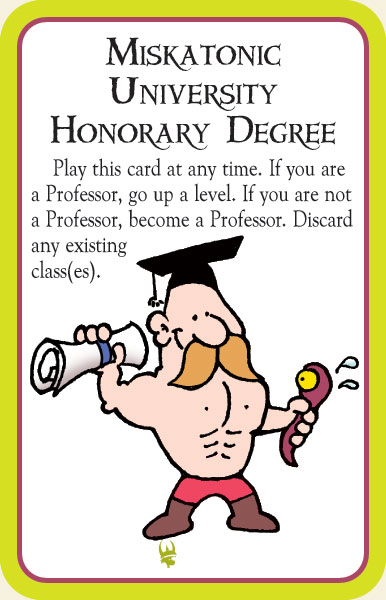 Miskatonic
University
Honorary Degree
Play this card at any time. If you are
a Professor, go up a level. If you are not
a Professor, become a Professor. Discard
any existing
class(es).